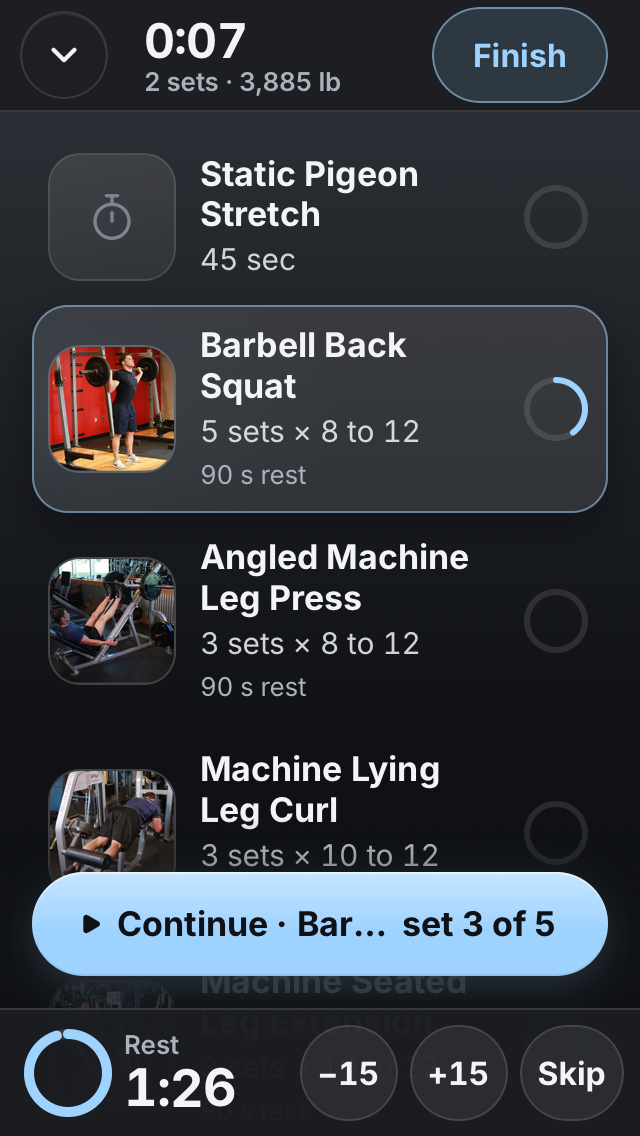 0:07
2 sets · 3,885 lb
Finish
Static Pigeon
Stretch
45 sec
Barbell Back
Squat
5 sets × 8 to 12
90 s rest
Angled Machine
Leg Press
3 sets × 8 to 12
90 s rest
Machine Lying
Leg Curl
3 sets × 10 to 12
Continue · Bar… set 3 of 5
Machine Seated
Leg Extension
Rest
1:26
−15
+15
Skip